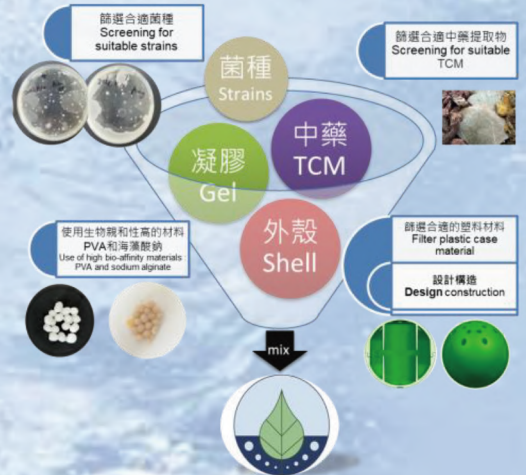 篩選合適菌種
Screening for
suitable strains
篩選合適中藥提取物
Screening for suitable
TCM
菌種
Strains
中藥
TCM
凝膠
Gel
外殼
Shell
使用生物親和性高的材料
PVA和海藻酸鈉
Use of high bio-affinity materials
PVA and sodium alginate
篩選合適的塑料材料
Filter plastic case
material
設計構造
Design construction
mix